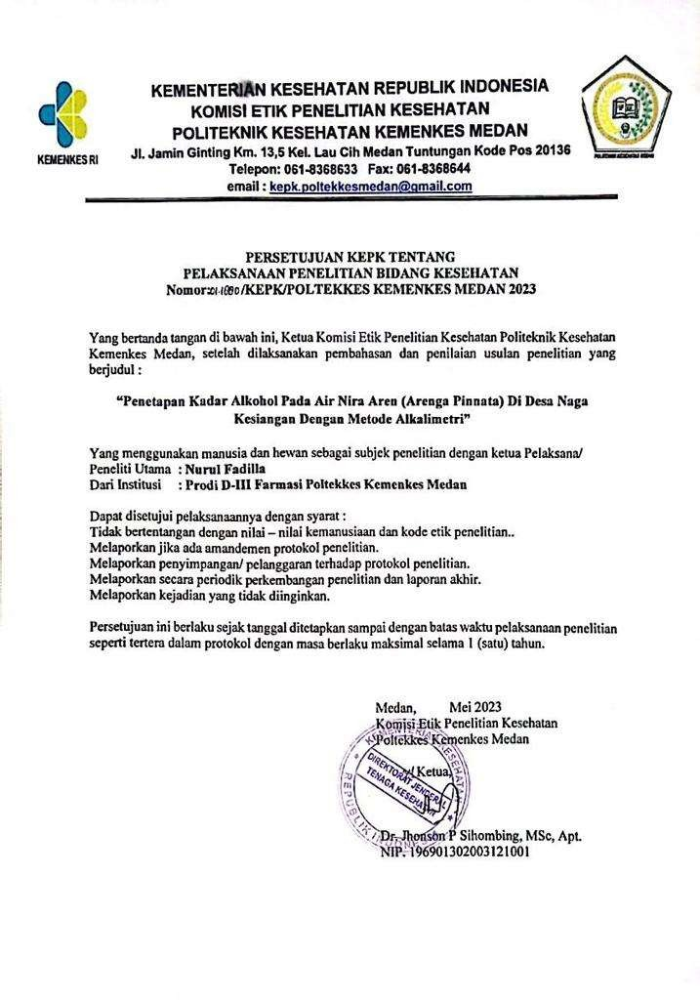 KEMENTERIAN KESEHATAN REPUBLIK INDONESIA
KOMISI ETIK PENELITIAN KESEHATAN
POLITEKNIK KESEHATAN KEMENKES MEDAN
Jl. Jamin Ginting Km. 13,5 Kel. Lau Cih Medan Tuntungan Kode Pos 20136
Telepon: 061-8368633 Fax: 061-8368644
email : kepk.poltekkesmedan@gmail.com
KEMENKES RI
PERSETUJUAN KEPK TENTANG
PELAKSANAAN PENELITIAN BIDANG KESEHATAN
Nomor: /KEPK/POLTEKKES KEMENKES MEDAN 2023
Yang bertanda tangan di bawah ini, Ketua Komisi Etik Penelitian Kesehatan Politeknik Kesehatan
Kemenkes Medan, setelah dilaksanakan pembahasan dan penilaian usulan penelitian yang
berjudul :
“Penetapan Kadar Alkohol Pada Air Nira Aren (Arenga Pinnata) Di Desa Naga
Kesiangan Dengan Metode Alkalimetri”
Yang menggunakan manusia dan hewan sebagai subjek penelitian dengan ketua Pelaksana/
Peneliti Utama : Nurul Fadilla
Dari Institusi : Prodi D-III Farmasi Poltekkes Kemenkes Medan
Dapat disetujui pelaksanaannya dengan syarat :
Tidak bertentangan dengan nilai – nilai kemanusiaan dan kode etik penelitian..
Melaporkan jika ada amandemen protokol penelitian.
Melaporkan penyimpangan/ pelanggaran terhadap protokol penelitian.
Melaporkan secara periodik perkembangan penelitian dan laporan akhir.
Melaporkan kejadian yang tidak diinginkan.
Persetujuan ini berlaku sejak tanggal ditetapkan sampai dengan batas waktu pelaksanaan penelitian
seperti tertera dalam protokol dengan masa berlaku maksimal selama 1 (satu) tahun.
Medan, Mei 2023
Komisi Etik Penelitian Kesehatan
Poltekkes Kemenkes Medan
Ketua,
KEMENTERIAN KESEHATAN
REPUBLIK INDONESIA
DIREKTORAT JENDERAL
TENAGA KESEHATAN
Dr. Jhonson P Sihombing, MSc, Apt.
NIP. 196901302003121001